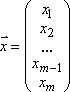 x⃗ = ( x₁
x₂
...
xₘ₋₁
xₘ )